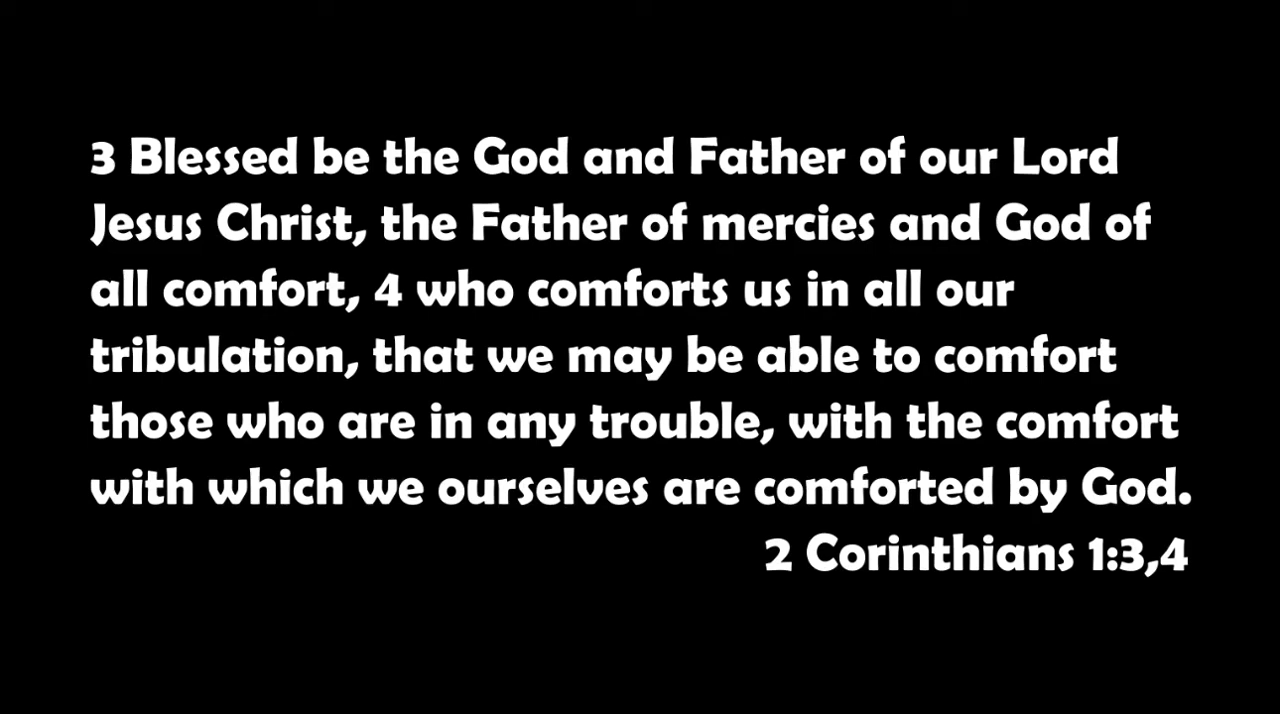 3 Blessed be the God and Father of our Lord
Jesus Christ, the Father of mercies and God of
all comfort, 4 who comforts us in all our
tribulation, that we may be able to comfort
those who are in any trouble, with the comfort
with which we ourselves are comforted by God.
2 Corinthians 1:3,4